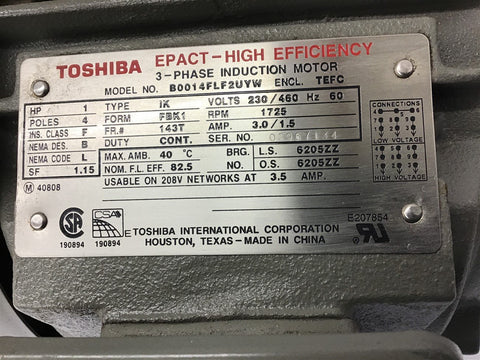 TOSHIBA EPACT-HIGH EFFICIENCY
3-PHASE INDUCTION MOTOR
MODEL NO. B0014FLF2UYW ENCL. TEFC
HP 1 TYPE IK VOLTS 230/460 Hz 60
POLES 4 FORM FBK1 RPM 1725
INS. CLASS F FR.# 143T AMP. 3.0/1.5
NEMA DES. B DUTY CONT. SERIAL NO.
NEMA CODE L MAX. AMB. 40 °C BRG. L.S. 6205ZZ
SF 1.15 NOM. F.L. EFF. 82.5 NO. O.S. 6205ZZ
M 40808 USABLE ON 208V NETWORKS AT 3.5 AMP.
CONNECTIONS
LOW VOLTAGE
HIGH VOLTAGE
SA 190894
CSA 190894 E
TOSHIBA INTERNATIONAL CORPORATION
HOUSTON, TEXAS-MADE IN CHINA
E207854
RU